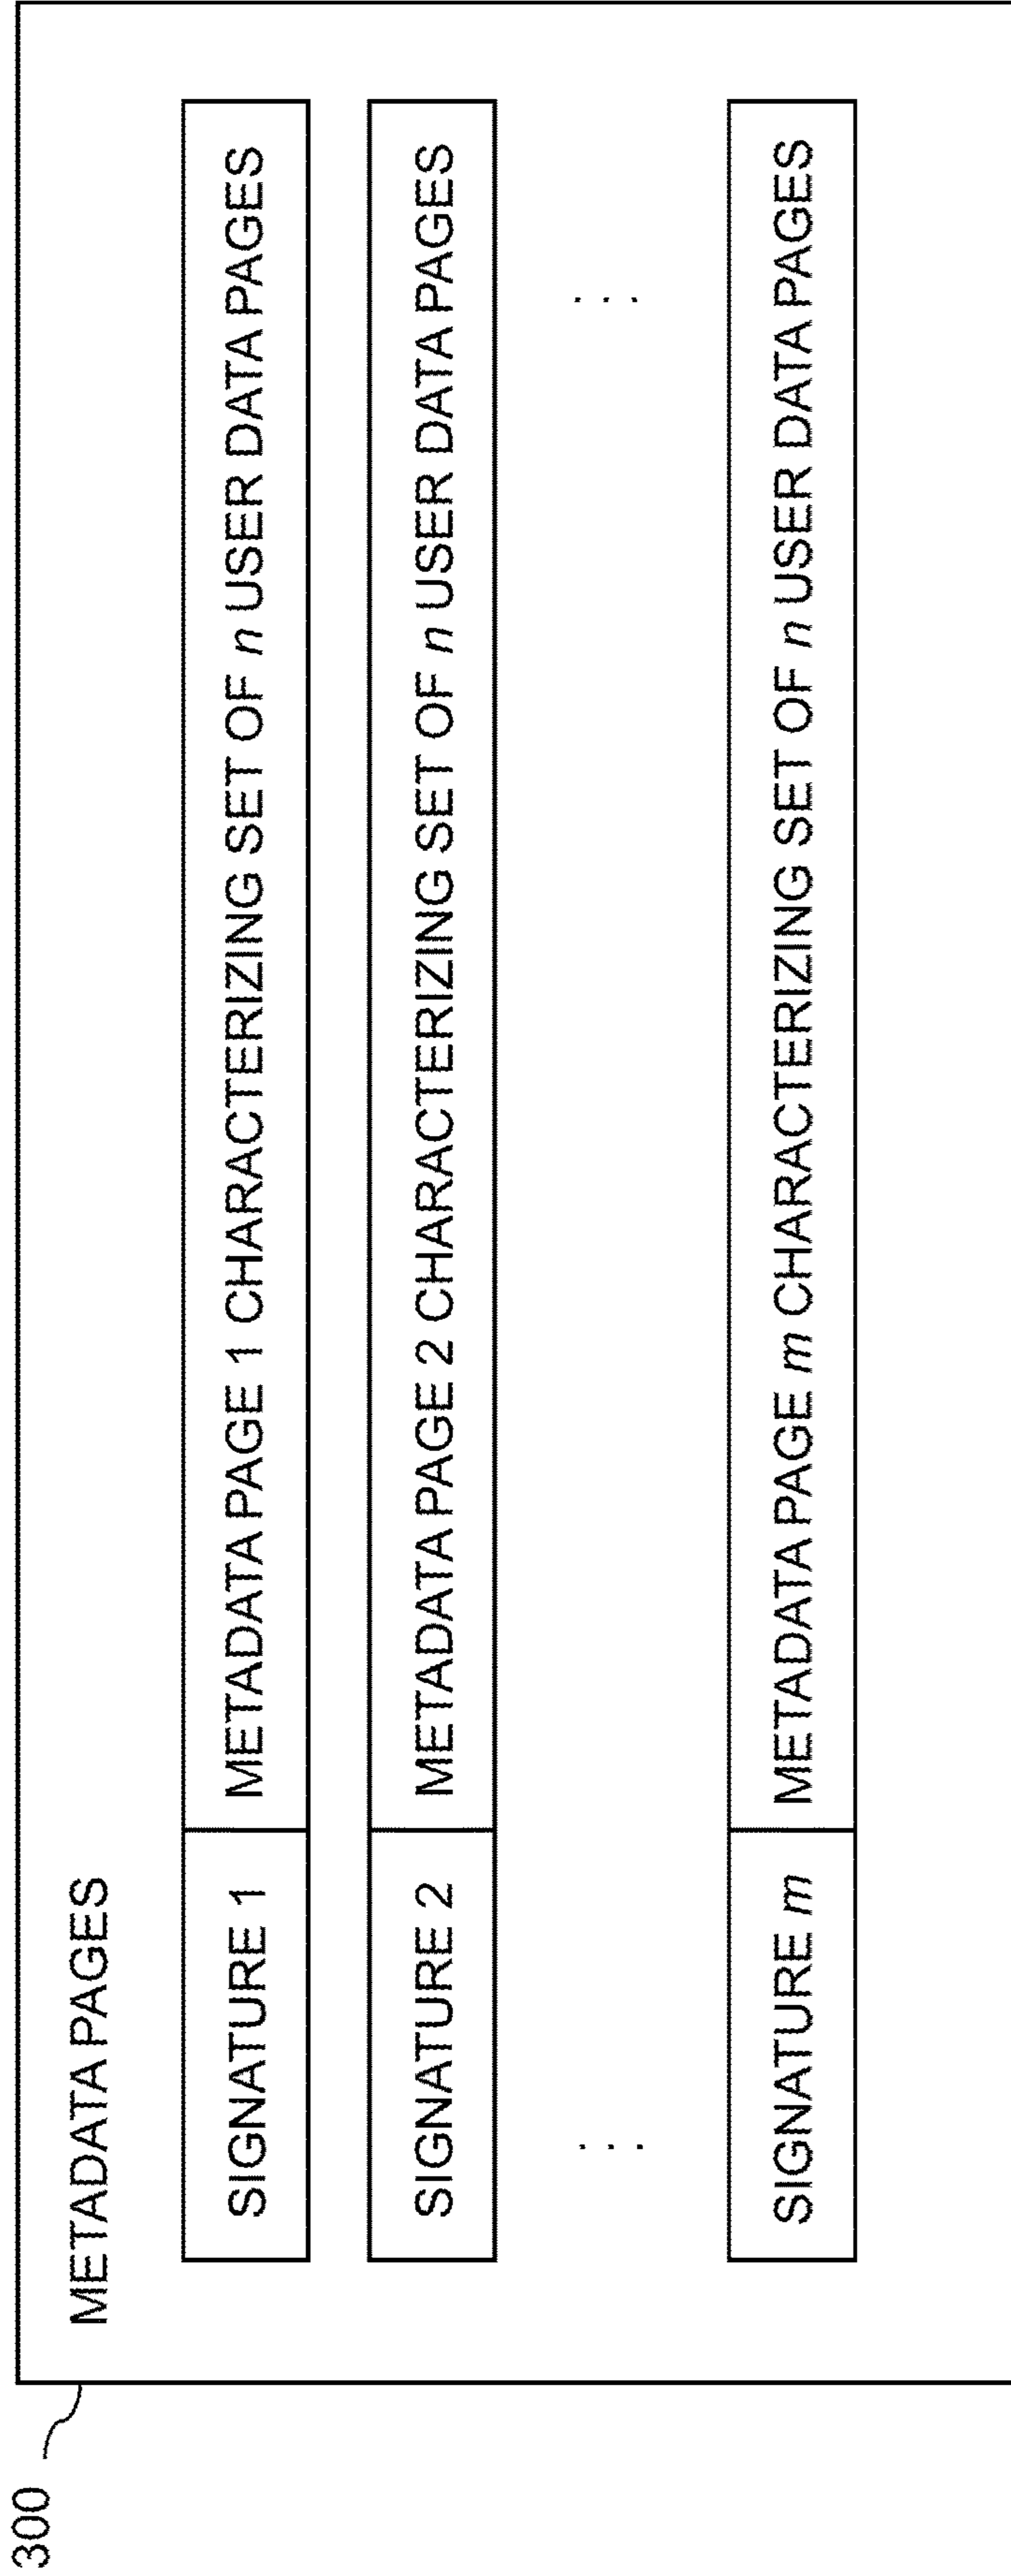 300
METADATA PAGES
SIGNATURE 1 METADATA PAGE 1 CHARACTERIZING SET OF n USER DATA PAGES
SIGNATURE 2 METADATA PAGE 2 CHARACTERIZING SET OF n USER DATA PAGES
. . . . . .
SIGNATURE m METADATA PAGE m CHARACTERIZING SET OF n USER DATA PAGES